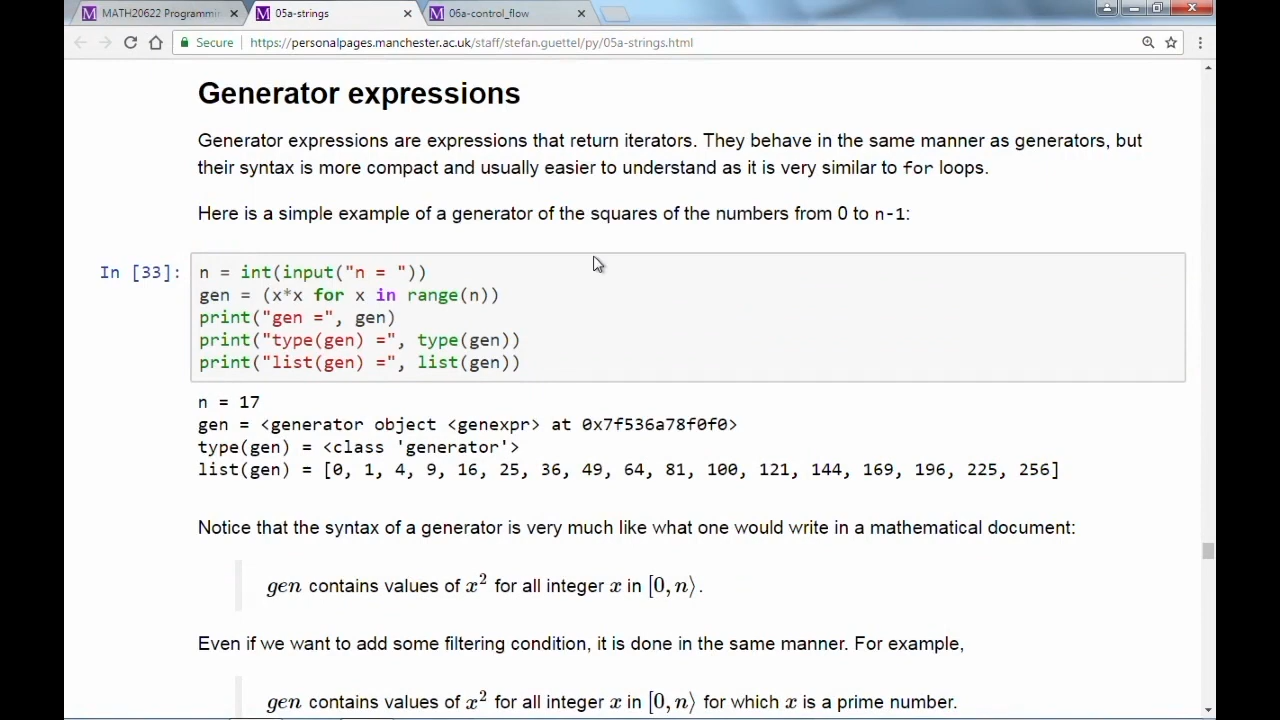 MATH20622 Programmin
05a-strings
06a-control_flow
Secure
https://personalpages.manchester.ac.uk/staff/stefan.guettel/py/05a-strings.html
Generator expressions
Generator expressions are expressions that return iterators. They behave in the same manner as generators, but
their syntax is more compact and usually easier to understand as it is very similar to for loops.
Here is a simple example of a generator of the squares of the numbers from 0 to n-1:
In [33]:
n = int(input("n = "))
gen = (x*x for x in range(n))
print("gen =", gen)
print("type(gen) =", type(gen))
print("list(gen) =", list(gen))
n = 17
gen = <generator object <genexpr> at 0x7f536a78f0f0>
type(gen) = <class 'generator'>
list(gen) = [0, 1, 4, 9, 16, 25, 36, 49, 64, 81, 100, 121, 144, 169, 196, 225, 256]
Notice that the syntax of a generator is very much like what one would write in a mathematical document:
gen contains values of x² for all integer x in [0, n⟩.
Even if we want to add some filtering condition, it is done in the same manner. For example,
gen contains values of x² for all integer x in [0, n⟩ for which x is a prime number.